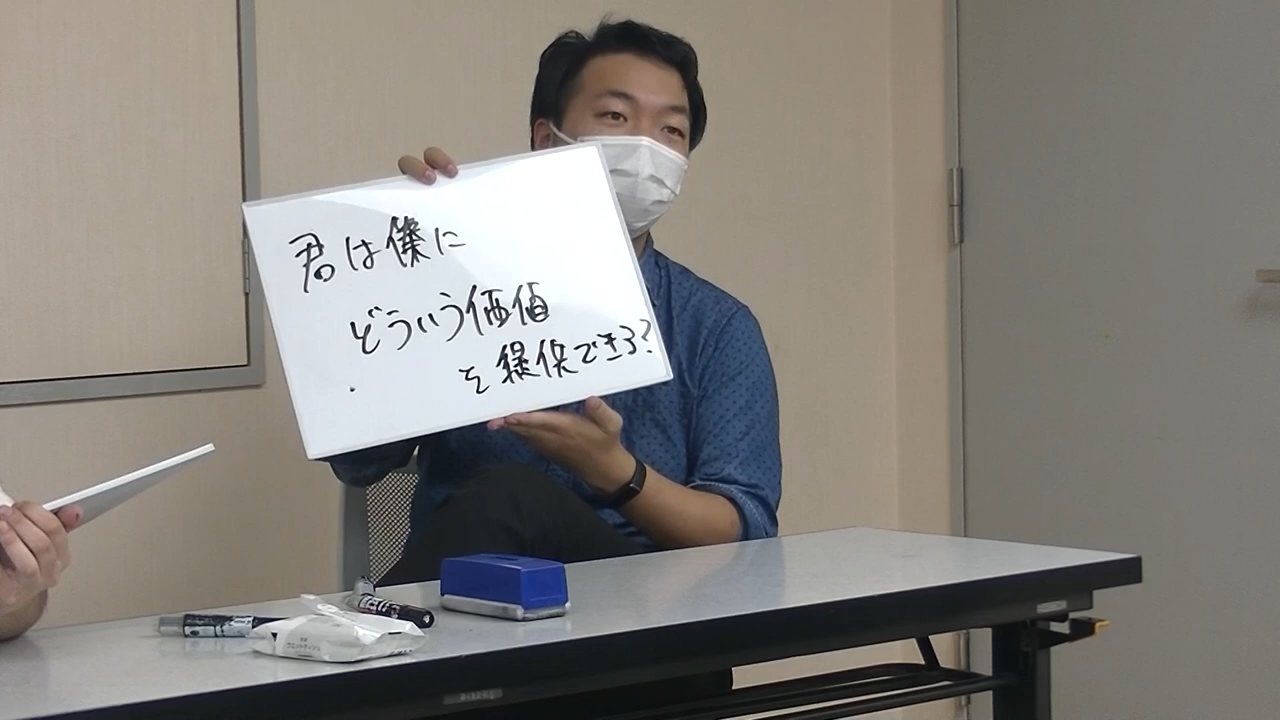 君は僕に
どういう価値
を提供できる?